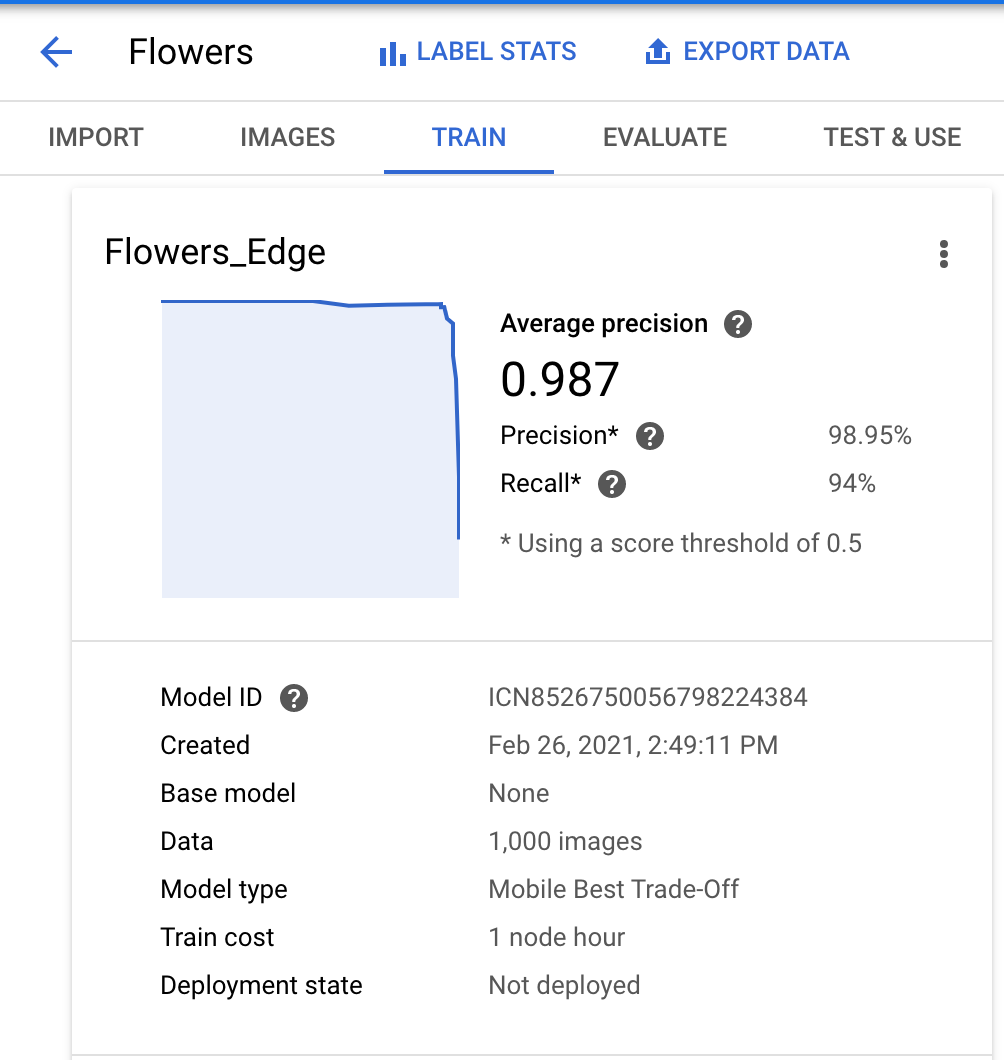 Flowers LABEL STATS EXPORT DATA
IMPORT IMAGES TRAIN EVALUATE TEST & USE
Flowers_Edge
Average precision ?
0.987
Precision* ? 98.95%
Recall* ? 94%
* Using a score threshold of 0.5
Model ID ? ICN8526750056798224384
Created Feb 26, 2021, 2:49:11 PM
Base model None
Data 1,000 images
Model type Mobile Best Trade-Off
Train cost 1 node hour
Deployment state Not deployed